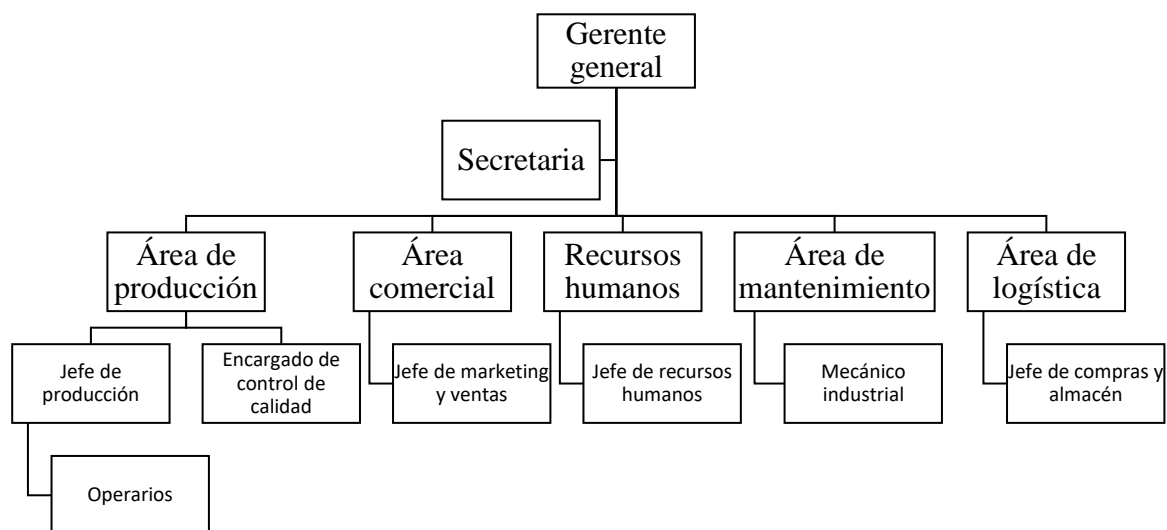 Gerente
general
Secretaria
Área de
producción
Área
comercial
Recursos
humanos
Área de
mantenimiento
Área de
logística
Jefe de
producción
Encargado de
control de
calidad
Jefe de marketing
y ventas
Jefe de recursos
humanos
Mecánico
industrial
Jefe de compras y
almacén
Operarios